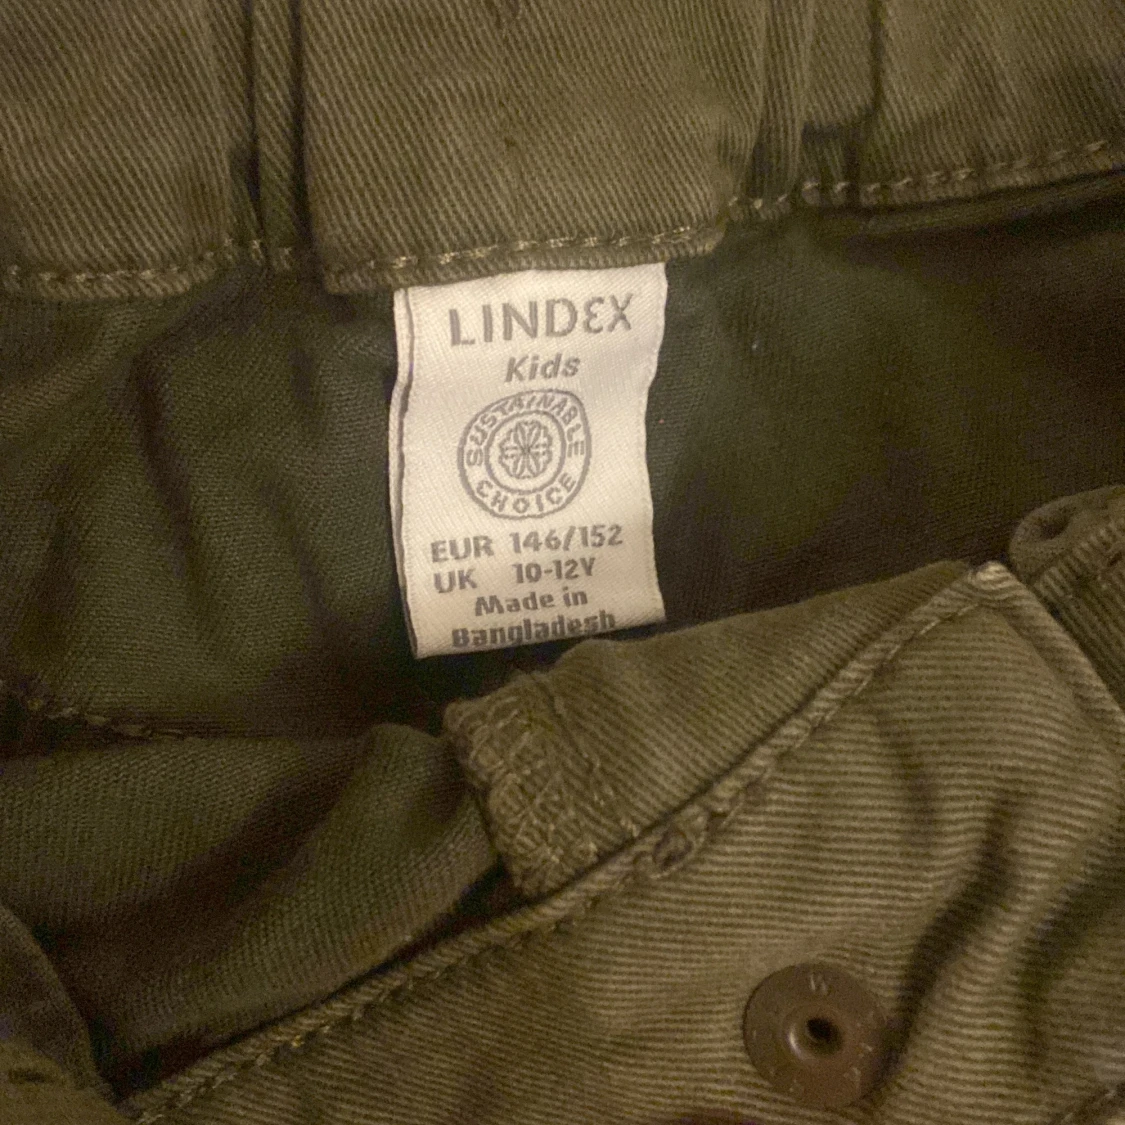 LINDEX
Kids
SUSTAINABLE
CHOICE
EUR 146/152
UK 10-12Y
Made in
Bangladesh